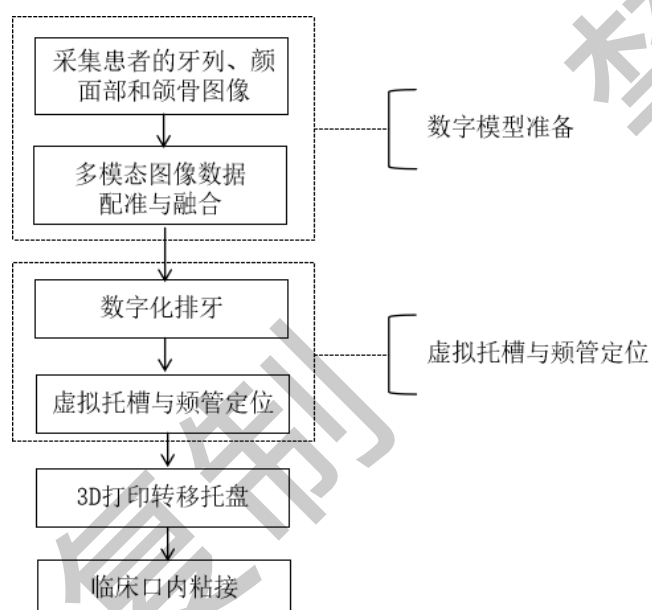 采集患者的牙列、颜
面部和颌骨图像
数字模型准备
多模态图像数据
配准与融合
数字化排牙
虚拟托槽与颊管定位
虚拟托槽与颊管定位
3D打印转移托盘
临床口内粘接
复制